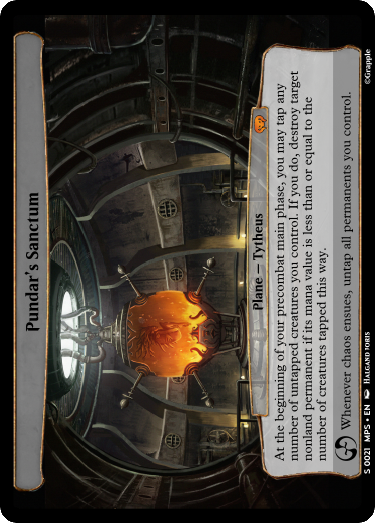 Pundar's Sanctum
Plane — Tytheus
At the beginning of your precombat main phase, you may tap any
number of untapped creatures you control. If you do, destroy target
nonland permanent if its mana value is less than or equal to the
number of creatures tapped this way.
Whenever chaos ensues, untap all permanents you control.
S 0021 MPS • EN HALGAND IORIS
©Grapple